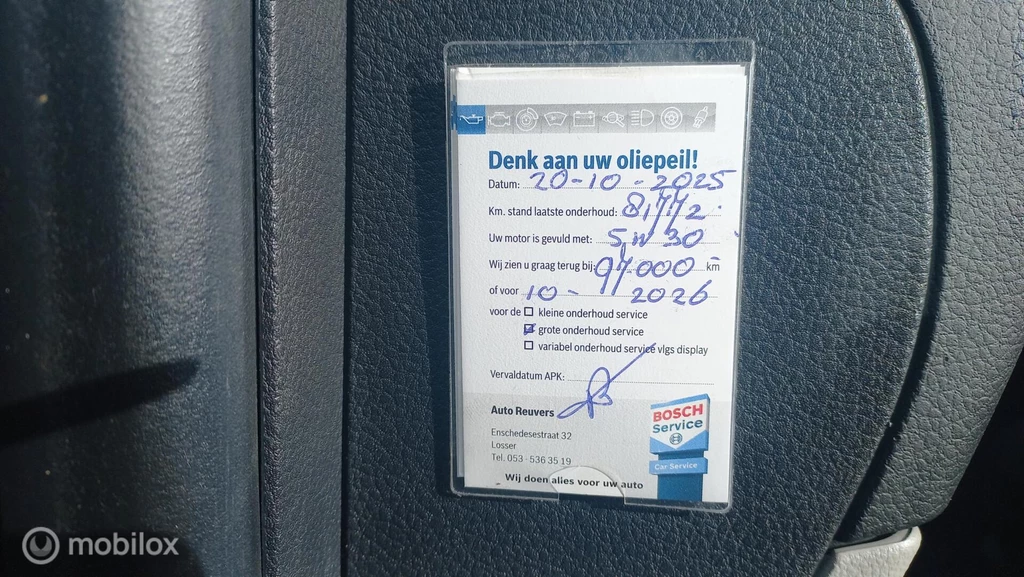 Denk aan uw oliepeil!
Datum: 20-10-2025
Km. stand laatste onderhoud: 81772
Uw motor is gevuld met: 5W30
Wij zien u graag terug bij: 97.000 km
of voor 10-2026
voor de kleine onderhoud service
grote onderhoud service
variabel onderhoud service vlgs display
Vervaldatum APK:
Auto Reuvers
Enschedesestraat 32
Losser
Tel. 053 - 536 35 19
Wij doen alles voor uw auto
BOSCH
Service
Car Service
mobilox